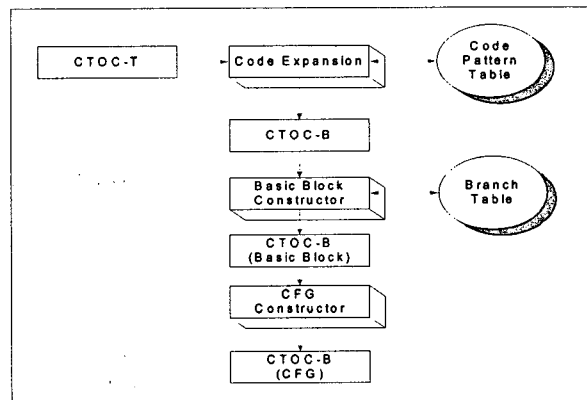 CTOC-T
Code Expansion
Code
Pattern
Table
CTOC-B
Basic Block
Constructor
Branch
Table
CTOC-B
(Basic Block)
CFG
Constructor
CTOC-B
(CFG)